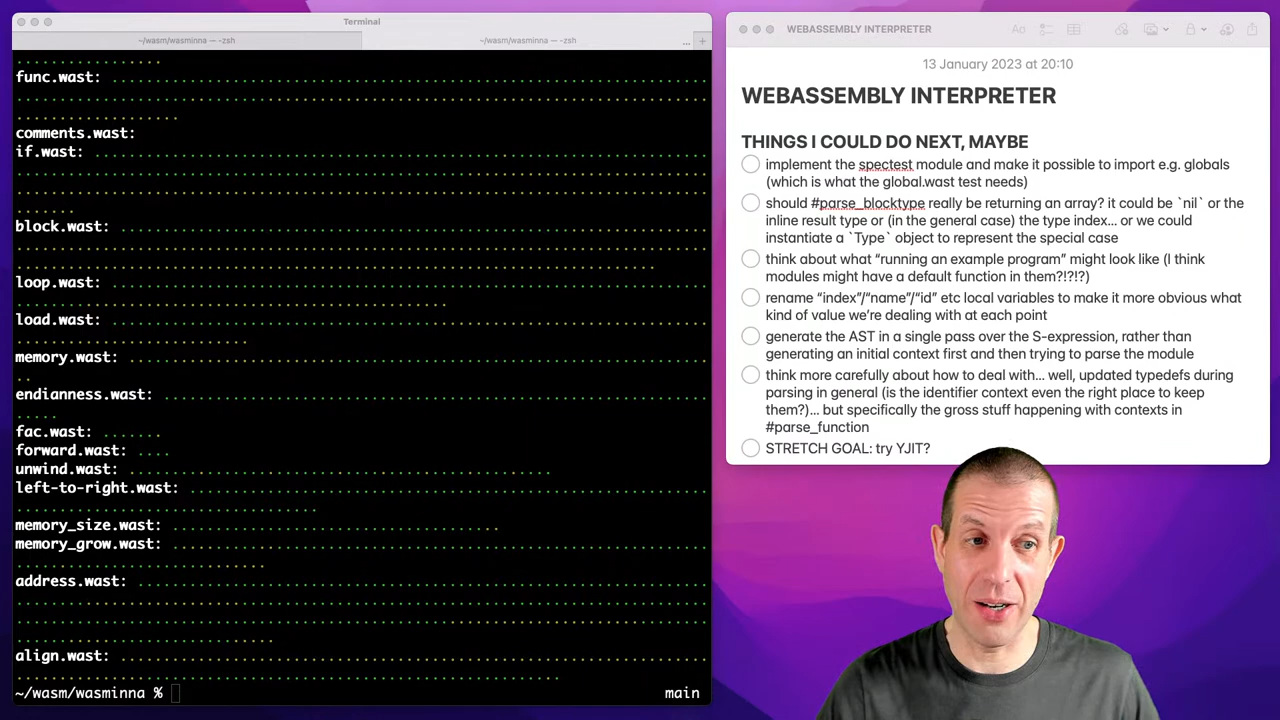 Terminal
~/wasm/wasminna — -zsh
~/wasm/wasminna — -zsh
...
+
func.wast:
comments.wast:
if.wast:
block.wast:
loop.wast:
load.wast:
memory.wast:
endianness.wast:
fac.wast:
forward.wast:
unwind.wast:
left-to-right.wast:
memory_size.wast:
memory_grow.wast:
address.wast:
align.wast:
~/wasm/wasminna % main
WEBASSEMBLY INTERPRETER
Aa
13 January 2023 at 20:10
WEBASSEMBLY INTERPRETER
THINGS I COULD DO NEXT, MAYBE
implement the spectest module and make it possible to import e.g. globals
(which is what the global.wast test needs)
should #parse_blocktype really be returning an array? it could be `nil` or the
inline result type or (in the general case) the type index… or we could
instantiate a `Type` object to represent the special case
think about what “running an example program” might look like (I think
modules might have a default function in them?!?!?)
rename “index”/“name”/“id” etc local variables to make it more obvious what
kind of value we’re dealing with at each point
generate the AST in a single pass over the S-expression, rather than
generating an initial context first and then trying to parse the module
think more carefully about how to deal with… well, updated typedefs during
parsing in general (is the identifier context even the right place to keep
them?)… but specifically the gross stuff happening with contexts in
#parse_function
STRETCH GOAL: try YJIT?